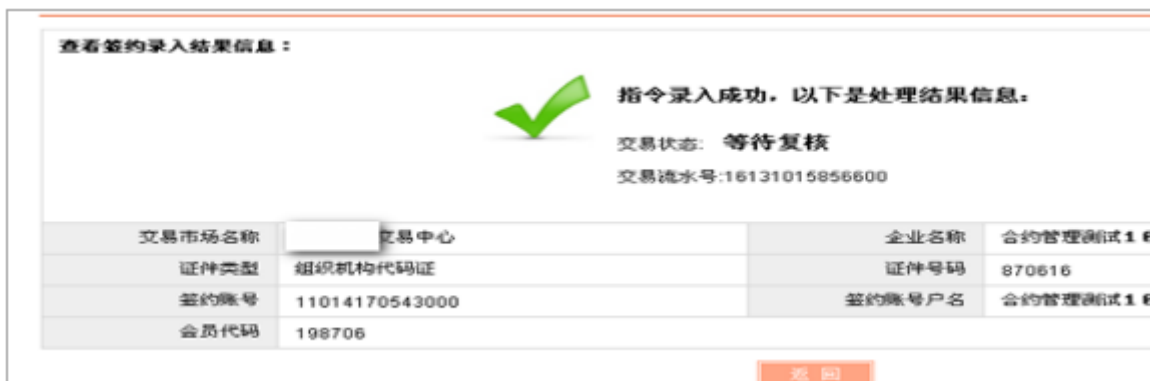 查看签约录入结果信息：
指令录入成功，以下是处理结果信息：
交易状态: 等待复核
交易流水号:16131015856600
交易市场名称 交易中心 企业名称 合约管理测试1 6
证件类型 组织机构代码证 证件号码 870616
签约账号 11014170543000 签约账号户名 合约管理测试1 6
会员代码 198706
返 回